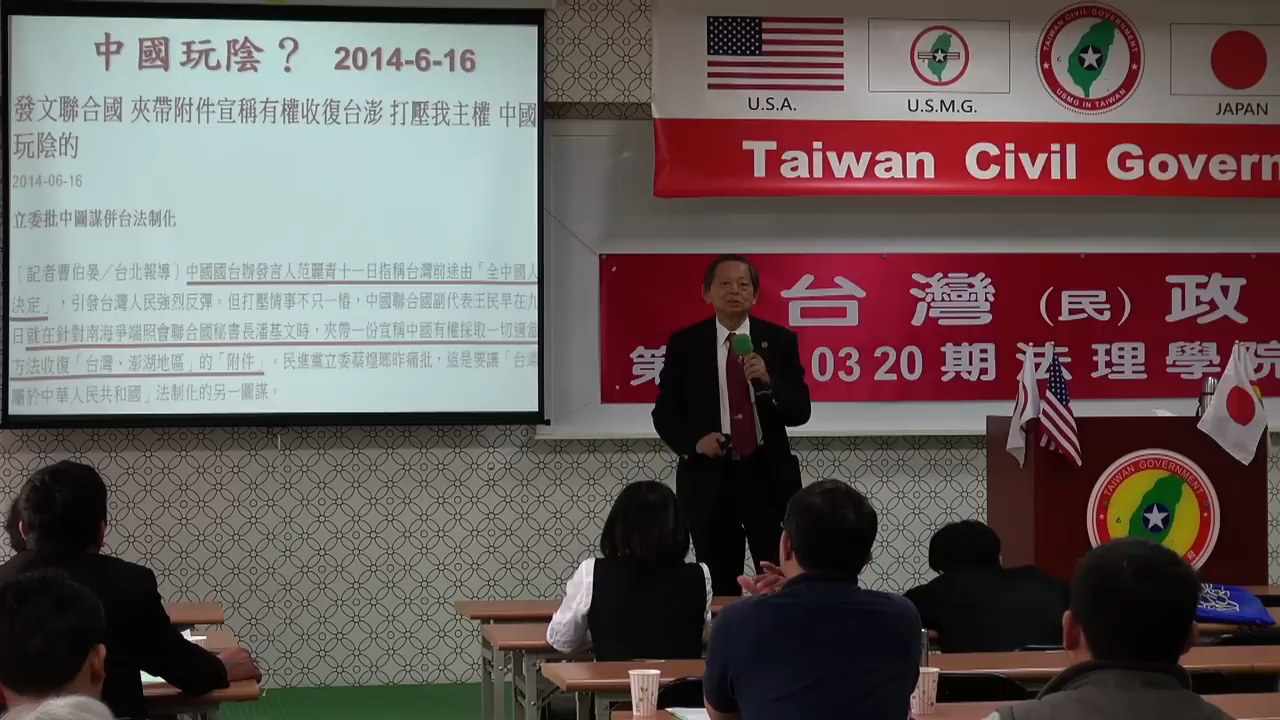 中國玩陰？ 2014-6-16
發文聯合國 夾帶附件宣稱有權收復台澎 打壓我主權 中國
玩陰的
2014-06-16
立委批中圖謀併台法制化
〔記者曹伯晏／台北報導〕中國國台辦發言人范麗青十一日指稱台灣前途由「全中國人
決定」，引發台灣人民強烈反彈。但打壓情事不只一樁，中國聯合國副代表王民早在九
日就在針對南海爭端照會聯合國秘書長潘基文時，夾帶一份宣稱中國有權採取一切適當
方法收復「台灣、澎湖地區」的「附件」。民進黨立委蔡煌瑯昨痛批，這是要讓「台灣
屬於中華人民共和國」法制化的另一圖謀。
U.S.A.
U.S.M.G.
TAIWAN CIVIL GOVERNMENT
USMG IN TAIWAN
JAPAN
Taiwan Civil Govern
台灣（民）政
第 03 20 期法理學院
TAIWAN GOVERNMENT